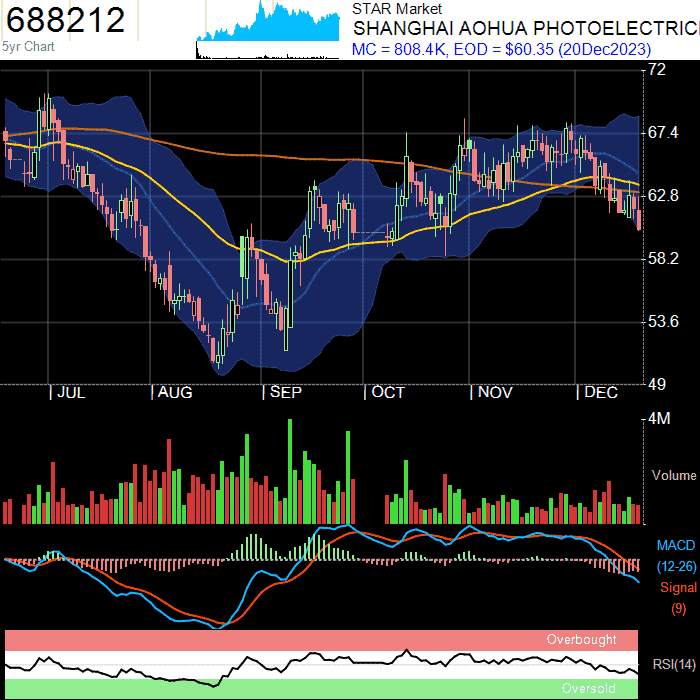 688212
5yr Chart
STAR Market
SHANGHAI AOHUA PHOTOELECTRIC
MC = 808.4K, EOD = $60.35 (20Dec2023)
72
67.4
62.8
58.2
53.6
49
| JUL | AUG | SEP | OCT | NOV | DEC
4M
Volume
MACD
(12-26)
Signal
(9)
Overbought
RSI(14)
Oversold